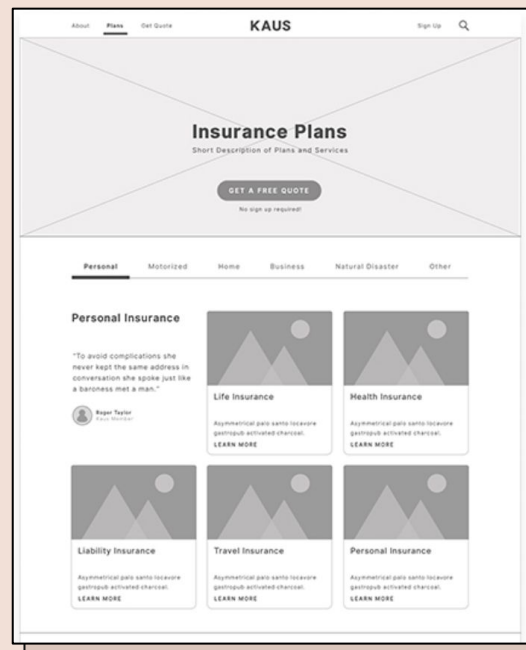 About Plans Get Quote KAUS Sign Up
Insurance Plans
Short Description of Plans and Services
GET A FREE QUOTE
No sign up required!
Personal Motorized Home Business Natural Disaster Other
Personal Insurance
"To avoid complications she
never kept the same address in
conversation she spoke just like
a baroness met a man."
Roger Taylor
Kaus Member
Life Insurance
Asymmetrical palo santo locavore
gastropub activated charcoal.
LEARN MORE
Health Insurance
Asymmetrical palo santo locavore
gastropub activated charcoal.
LEARN MORE
Liability Insurance
Asymmetrical palo santo locavore
gastropub activated charcoal.
LEARN MORE
Travel Insurance
Asymmetrical palo santo locavore
gastropub activated charcoal.
LEARN MORE
Personal Insurance
Asymmetrical palo santo locavore
gastropub activated charcoal.
LEARN MORE